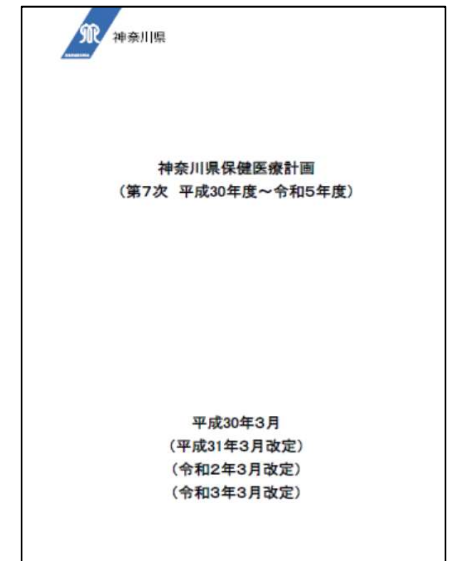 神奈川県
神奈川県保健医療計画
（第７次　平成30年度～令和５年度）
平成30年３月
（平成31年３月改定）
（令和２年３月改定）
（令和３年３月改定）